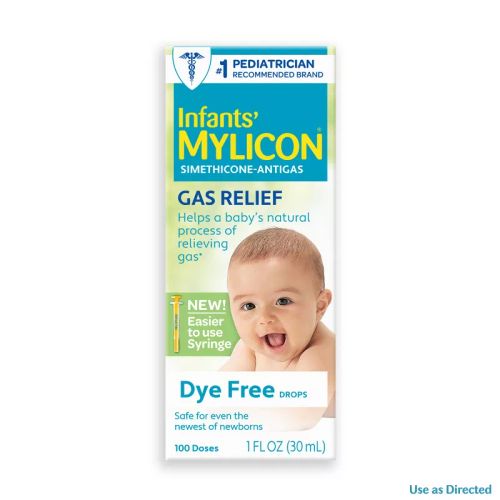 #1 PEDIATRICIAN
RECOMMENDED BRAND
Infants'
MYLICON®
SIMETHICONE-ANTIGAS
GAS RELIEF
Helps a baby's natural
process of
relieving
gas*
NEW!
Easier
to use
Syringe
Dye Free DROPS
Safe for even the
newest of newborns
100 Doses 1 FL OZ (30 mL)
Use as Directed